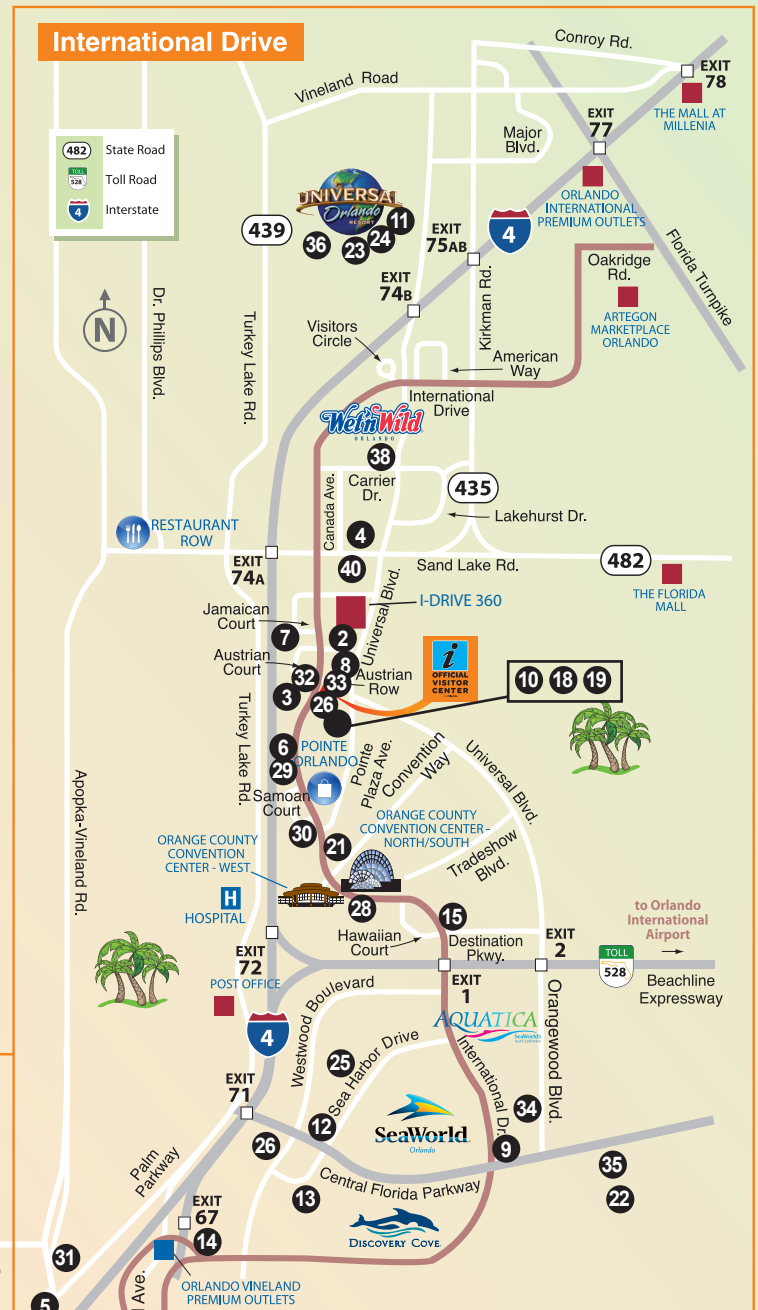 International Drive
Conroy Rd.
EXIT
78
Vineland Road
THE MALL AT
MILLENIA
EXIT
77
Major
Blvd.
482
State Road
TOLL
528
Toll Road
4
Interstate
UNIVERSAL
Orlando
RESORT
11
24
23
36
439
EXIT
75AB
4
ORLANDO
INTERNATIONAL
PREMIUM OUTLETS
Oakridge
Rd.
Florida Turnpike
EXIT
74B
Kirkman Rd.
ARTEGON
MARKETPLACE
ORLANDO
N
Dr. Phillips Blvd.
Turkey Lake Rd.
Visitors
Circle
American
Way
International
Drive
Wet'n Wild
ORLANDO
38
Carrier
Dr.
Canada Ave.
435
Lakehurst Dr.
RESTAURANT
ROW
4
EXIT
74A
40
Sand Lake Rd.
482
THE FLORIDA
MALL
Universal Blvd.
I-DRIVE 360
Jamaican
Court
7
2
Austrian
Court
8
32
33
Austrian
Row
3
26
i
OFFICIAL
VISITOR
CENTER
10
18
19
Turkey Lake Rd.
6
29
POINTE
ORLANDO
Pointe
Plaza Ave.
Convention
Way
Universal Blvd.
Samoan
Court
30
21
ORANGE COUNTY
CONVENTION CENTER -
NORTH/SOUTH
Tradeshow
Blvd.
ORANGE COUNTY
CONVENTION
CENTER - WEST
Apopka-Vineland Rd.
H
HOSPITAL
28
15
Hawaiian
Court
Destination
Pkwy.
EXIT
2
to Orlando
International
Airport
TOLL
528
Beachline
Expressway
EXIT
72
POST OFFICE
EXIT
1
4
Westwood Boulevard
AQUATICA
SeaWorld's
Orangewood Blvd.
International Dr.
25
Sea Harbor Drive
EXIT
71
12
26
SeaWorld
Orlando
34
9
35
22
Palm
Parkway
Central Florida Parkway
13
EXIT
67
14
DISCOVERY COVE
31
5
ORLANDO VINELAND
PREMIUM OUTLETS
Ave.